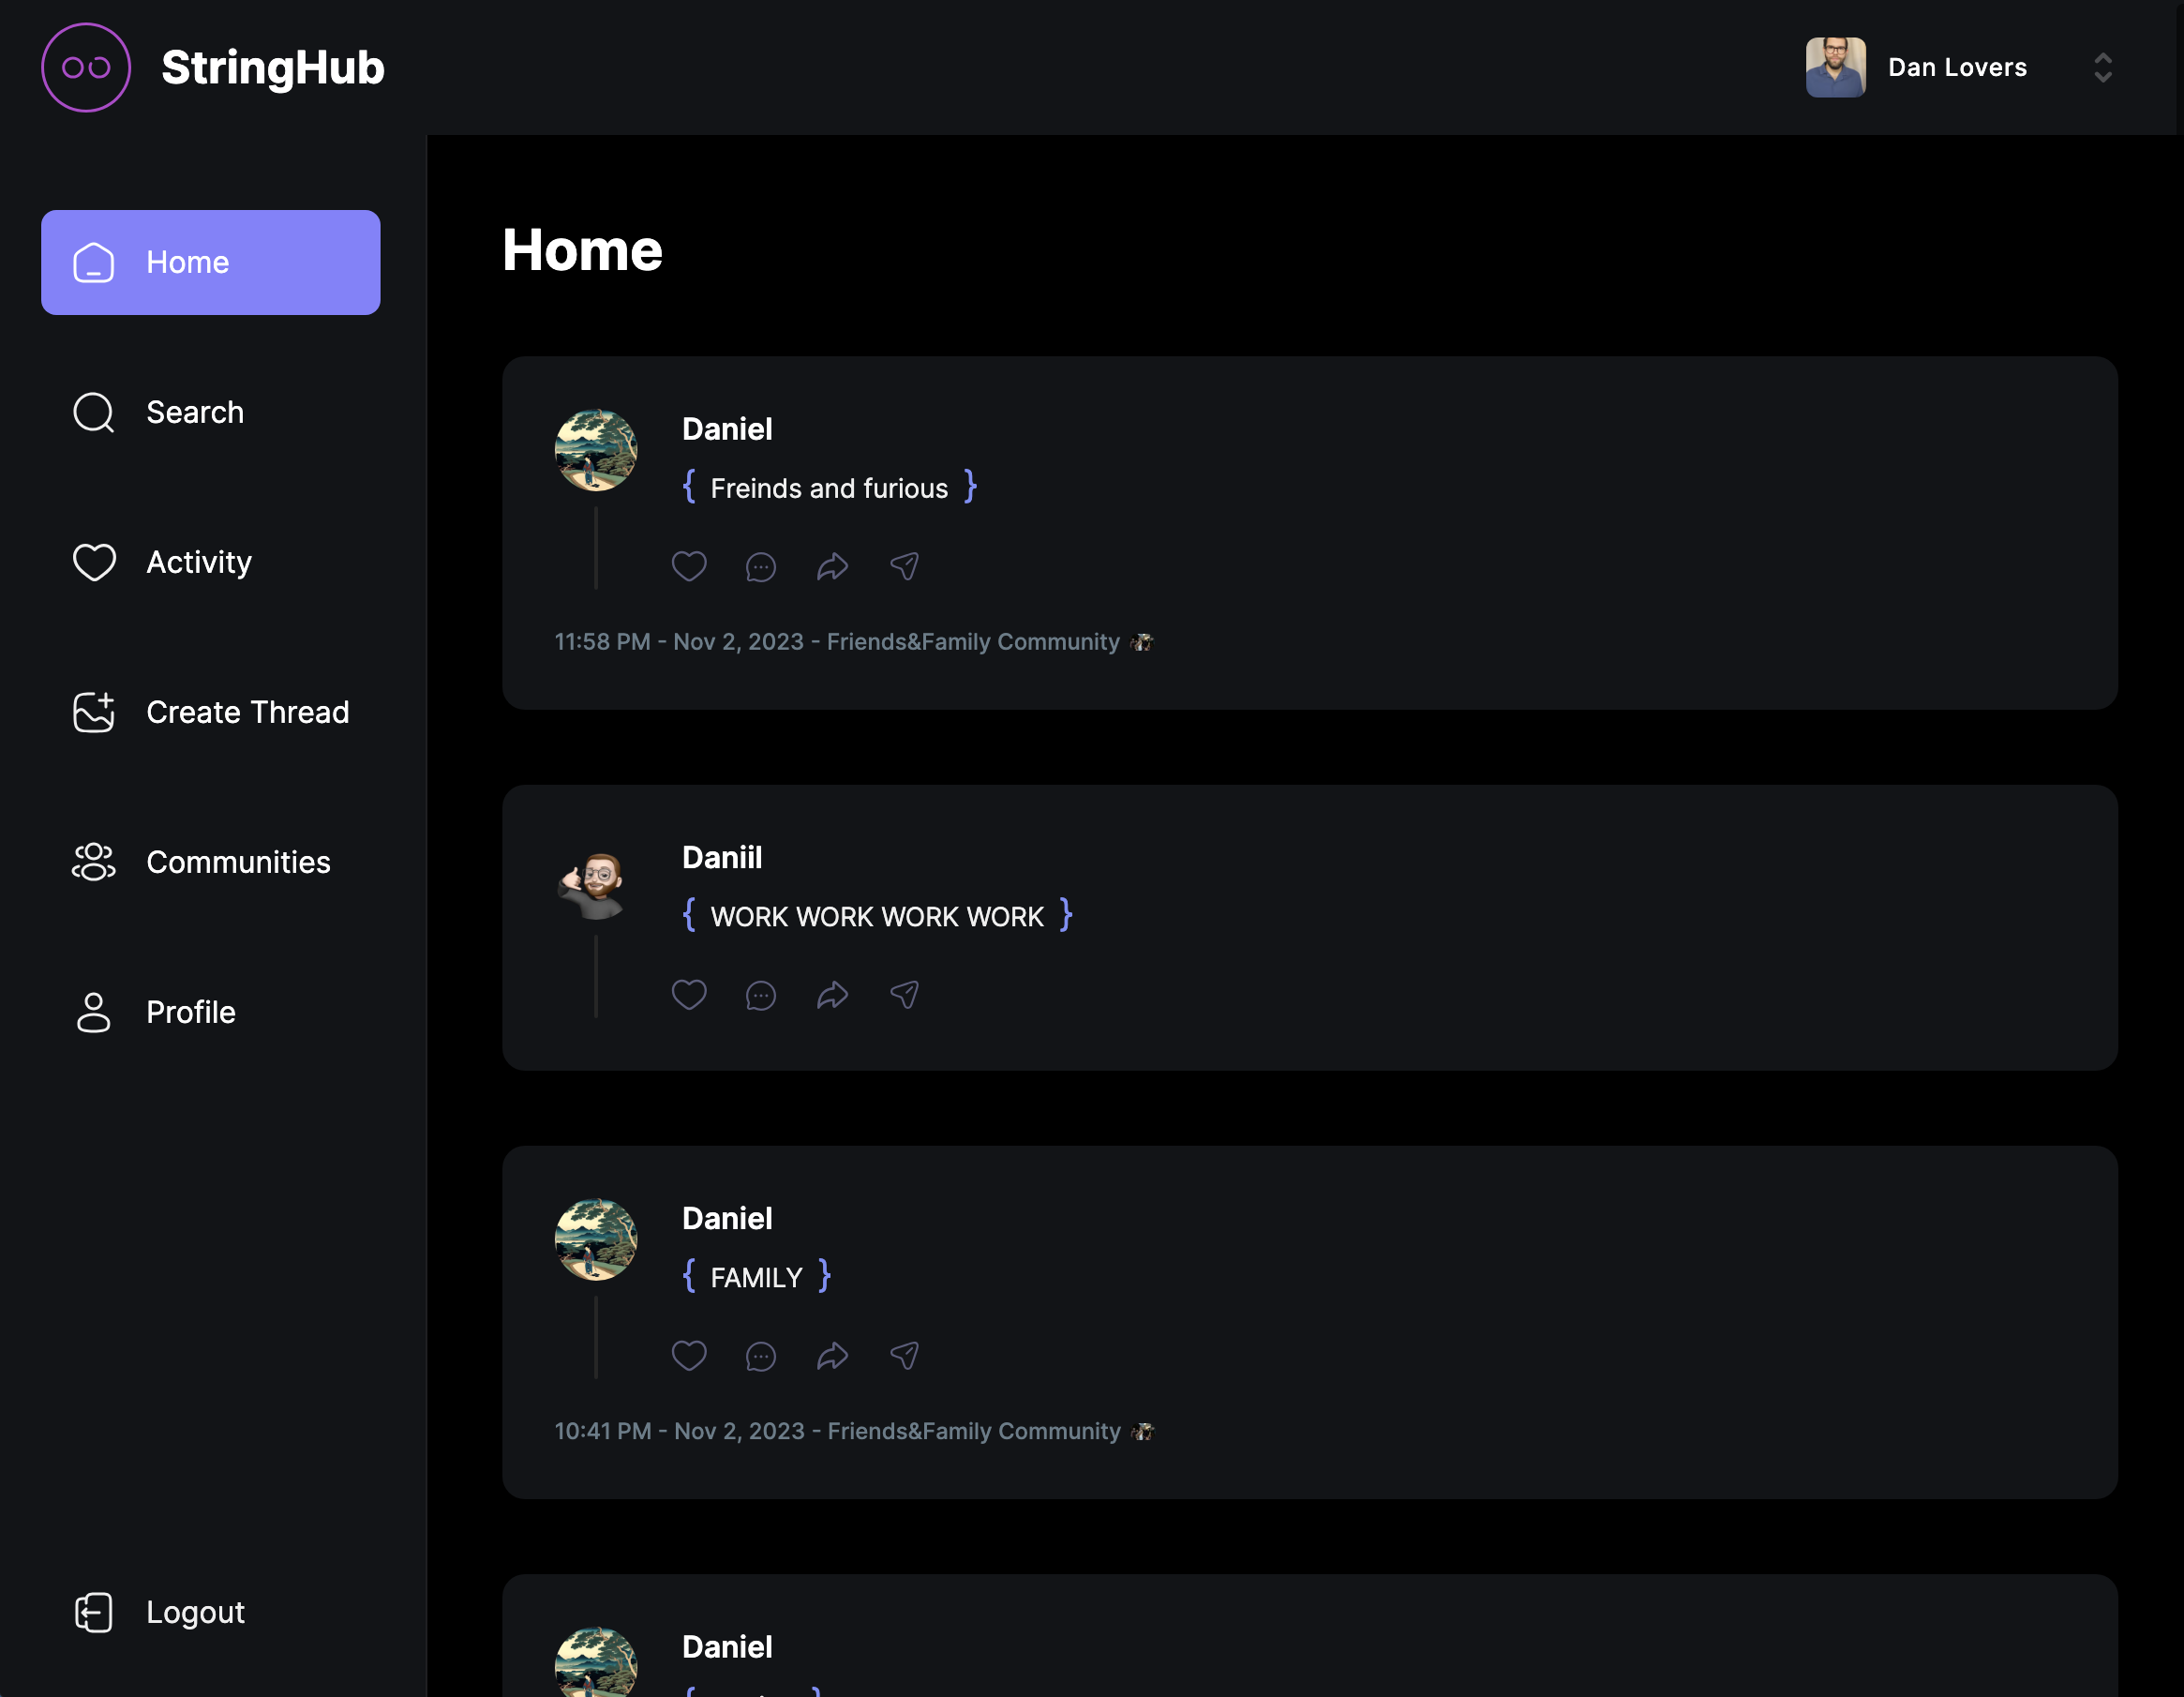 StringHub
Dan Lovers
Home
Search
Activity
Create Thread
Communities
Profile
Logout
Home
Daniel
{ Freinds and furious }
11:58 PM - Nov 2, 2023 - Friends&Family Community
Daniil
{ WORK WORK WORK WORK }
Daniel
{ FAMILY }
10:41 PM - Nov 2, 2023 - Friends&Family Community
Daniel